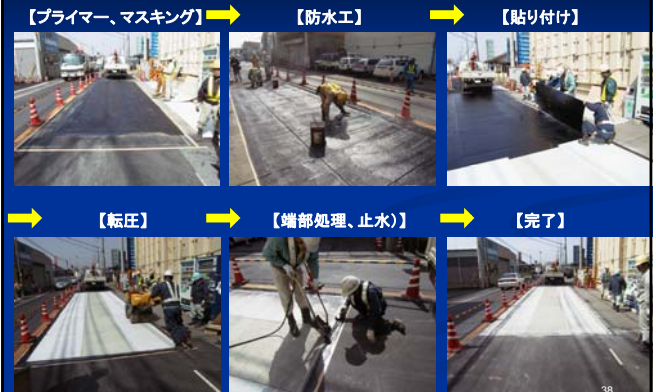 【プライマー、マスキング】
【防水工】
【貼り付け】
【転圧】
【端部処理、止水)】
【完了】
38